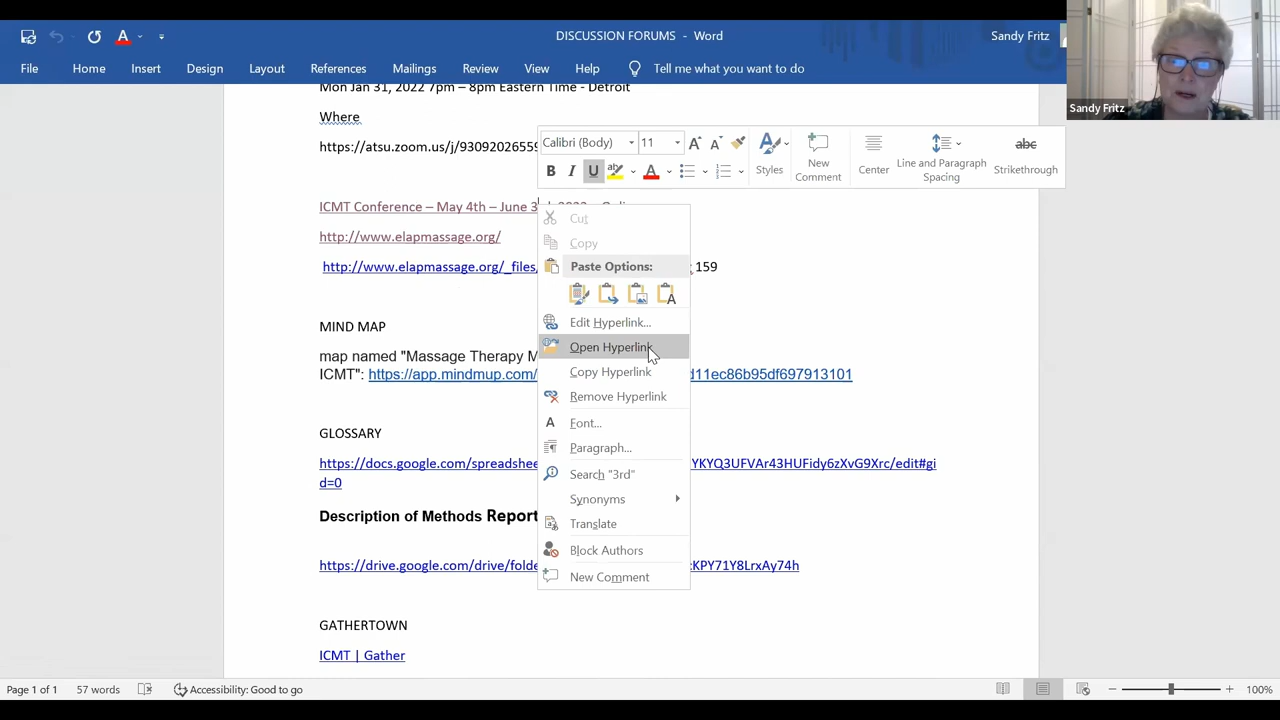 DISCUSSION FORUMS - Word
Sandy Fritz
File Home Insert Design Layout References Mailings Review View Help Tell me what you want to do
Sandy Fritz
Mon Jan 31, 2022 7pm – 8pm Eastern Time - Detroit
Where
https://atsu.zoom.us/j/93092026559
Calibri (Body) 11
B I U
Styles
New Comment
Center
Line and Paragraph Spacing
abc
Strikethrough
ICMT Conference – May 4th – June 3
http://www.elapmassage.org/
http://www.elapmassage.org/_files/
159
Cut
Copy
Paste Options:
Edit Hyperlink...
Open Hyperlink
Copy Hyperlink
Remove Hyperlink
Font...
Paragraph...
Search "3rd"
Synonyms
Translate
Block Authors
New Comment
MIND MAP
map named "Massage Therapy M
ICMT": https://app.mindmup.com/ d11ec86b95df697913101
GLOSSARY
https://docs.google.com/spreadshee YKYQ3UFVAr43HUFidy6zXvG9Xrc/edit#gi
d=0
Description of Methods Report
https://drive.google.com/drive/folde KPY71Y8LrxAy74h
GATHERTOWN
ICMT | Gather
Page 1 of 1 57 words Accessibility: Good to go 100%